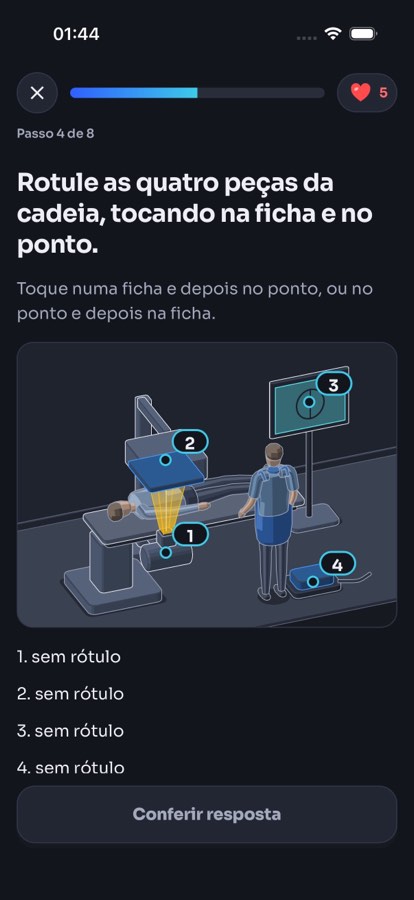 01:44
5
Passo 4 de 8
Rotule as quatro peças da
cadeia, tocando na ficha e no
ponto.
Toque numa ficha e depois no ponto, ou no
ponto e depois na ficha.
3
2
1
4
1. sem rótulo
2. sem rótulo
3. sem rótulo
4. sem rótulo
Conferir resposta